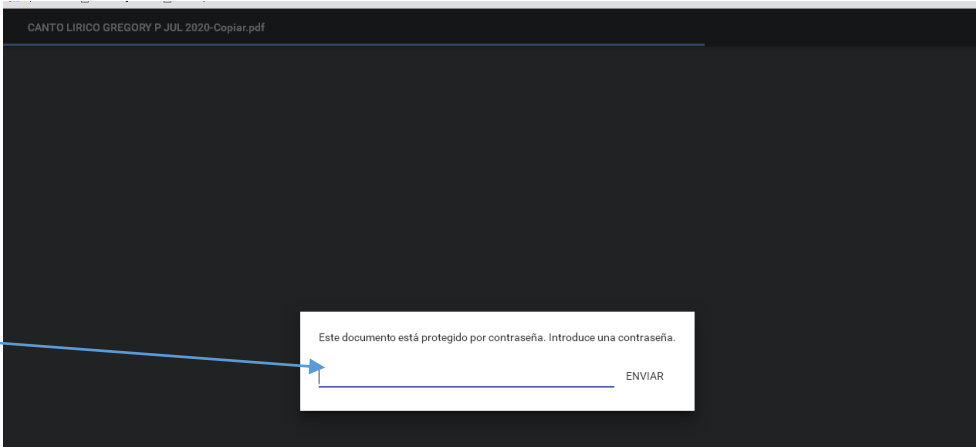 CANTO LIRICO GREGORY P JUL 2020-Copiar.pdf
Este documento está protegido por contraseña. Introduce una contraseña.
ENVIAR